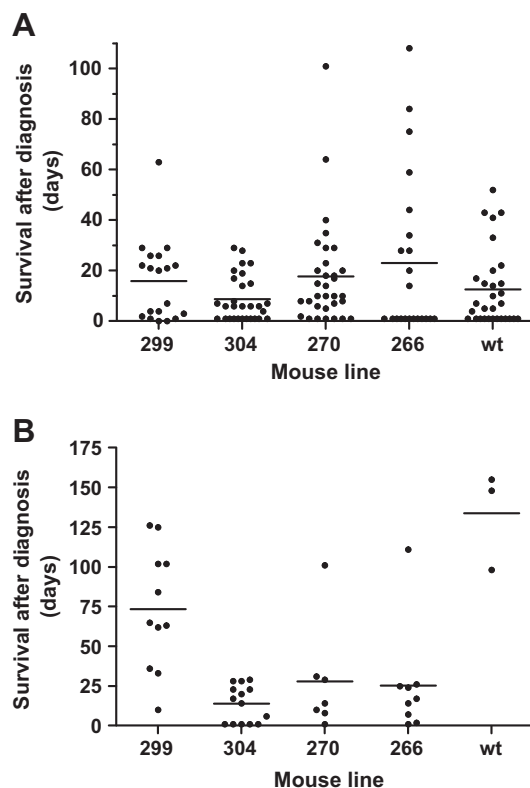 A
Survival after diagnosis
(days)
100
80
60
40
20
0
299 304 270 266 wt
Mouse line
B
Survival after diagnosis
(days)
175
150
125
100
75
50
25
0
299 304 270 266 wt
Mouse line